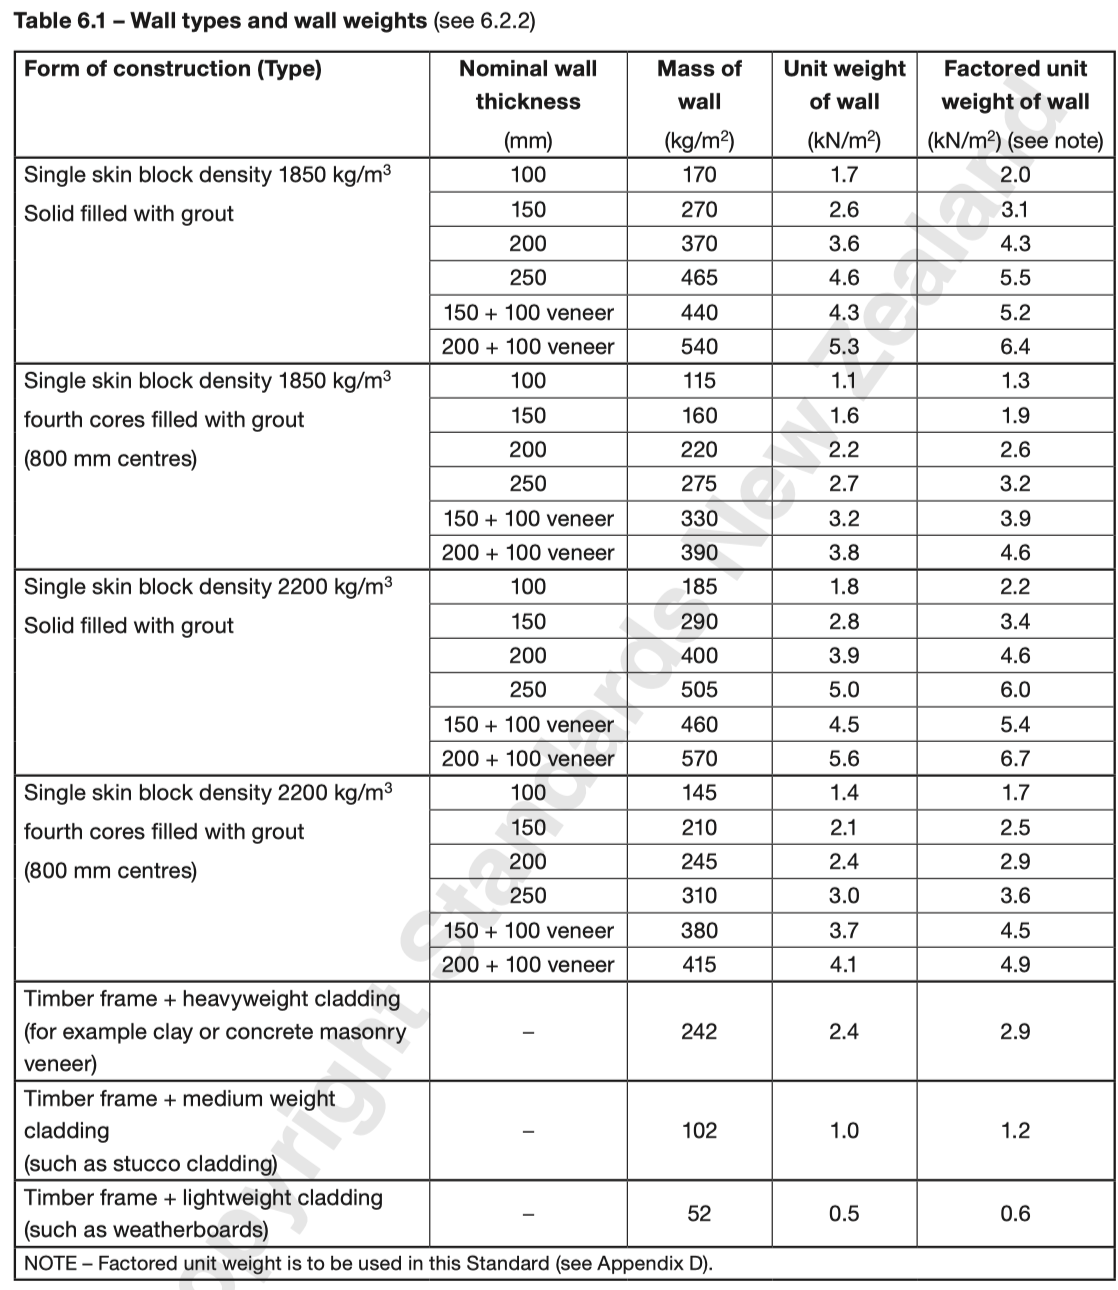 Table 6.1 – Wall types and wall weights (see 6.2.2)
Form of construction (Type) Nominal wall thickness (mm) Mass of wall (kg/m²) Unit weight of wall (kN/m²) Factored unit weight of wall (kN/m²) (see note)
Single skin block density 1850 kg/m³ 100 170 1.7 2.0
Solid filled with grout 150 270 2.6 3.1
200 370 3.6 4.3
250 465 4.6 5.5
150 + 100 veneer 440 4.3 5.2
200 + 100 veneer 540 5.3 6.4
Single skin block density 1850 kg/m³ 100 115 1.1 1.3
fourth cores filled with grout 150 160 1.6 1.9
(800 mm centres) 200 220 2.2 2.6
250 275 2.7 3.2
150 + 100 veneer 330 3.2 3.9
200 + 100 veneer 390 3.8 4.6
Single skin block density 2200 kg/m³ 100 185 1.8 2.2
Solid filled with grout 150 290 2.8 3.4
200 400 3.9 4.6
250 505 5.0 6.0
150 + 100 veneer 460 4.5 5.4
200 + 100 veneer 570 5.6 6.7
Single skin block density 2200 kg/m³ 100 145 1.4 1.7
fourth cores filled with grout 150 210 2.1 2.5
(800 mm centres) 200 245 2.4 2.9
250 310 3.0 3.6
150 + 100 veneer 380 3.7 4.5
200 + 100 veneer 415 4.1 4.9
Timber frame + heavyweight cladding
(for example clay or concrete masonry – 242 2.4 2.9
veneer)
Timber frame + medium weight
cladding – 102 1.0 1.2
(such as stucco cladding)
Timber frame + lightweight cladding – 52 0.5 0.6
(such as weatherboards)
NOTE – Factored unit weight is to be used in this Standard (see Appendix D).
opyright Standards New Zealand